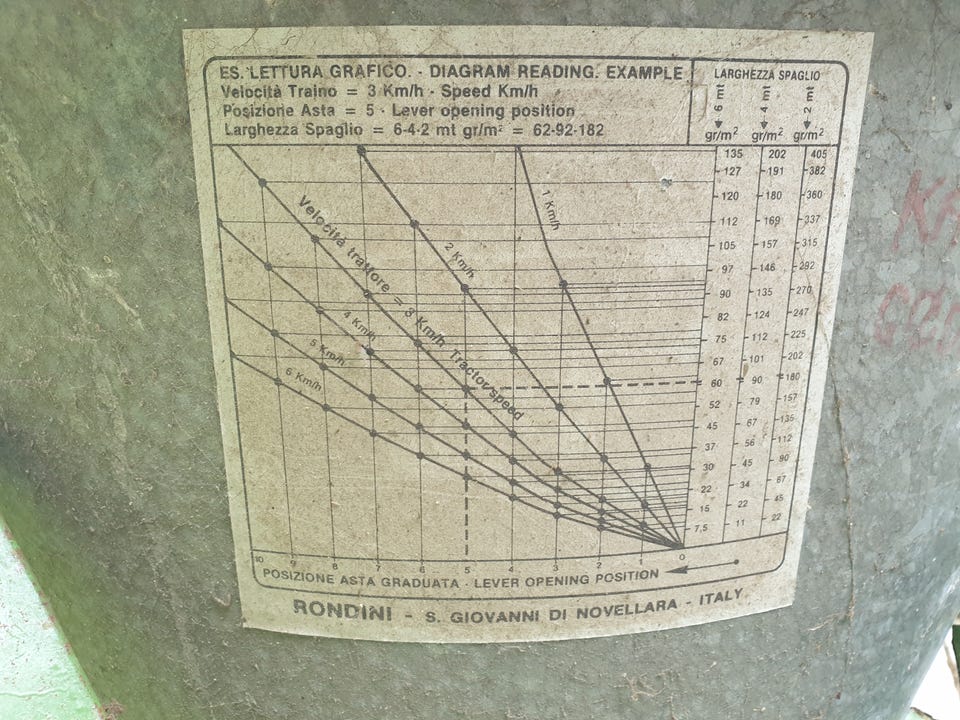 ES. LETTURA GRAFICO. - DIAGRAM READING. EXAMPLE
Velocità Traino = 3 Km/h - Speed Km/h
Posizione Asta = 5 - Lever opening position
Larghezza Spaglio = 6-4-2 mt gr/m² = 62-92-182
LARGHEZZA SPAGLIO
6 mt 4 mt 2 mt
gr/m² gr/m² gr/m²
135 202 405
127 191 382
120 180 360
112 169 337
105 157 315
97 146 292
90 135 270
82 124 247
75 112 225
67 101 202
60 90 180
52 79 157
45 67 135
37 56 112
30 45 90
22 34 67
15 22 45
7,5 11 22
1 Km/h
2 Km/h
Velocità trattore = 3 Km/h Tractor speed
4 Km/h
5 Km/h
6 Km/h
10 9 8 7 6 5 4 3 2 1 0
POSIZIONE ASTA GRADUATA - LEVER OPENING POSITION
RONDINI - S. GIOVANNI DI NOVELLARA - ITALY